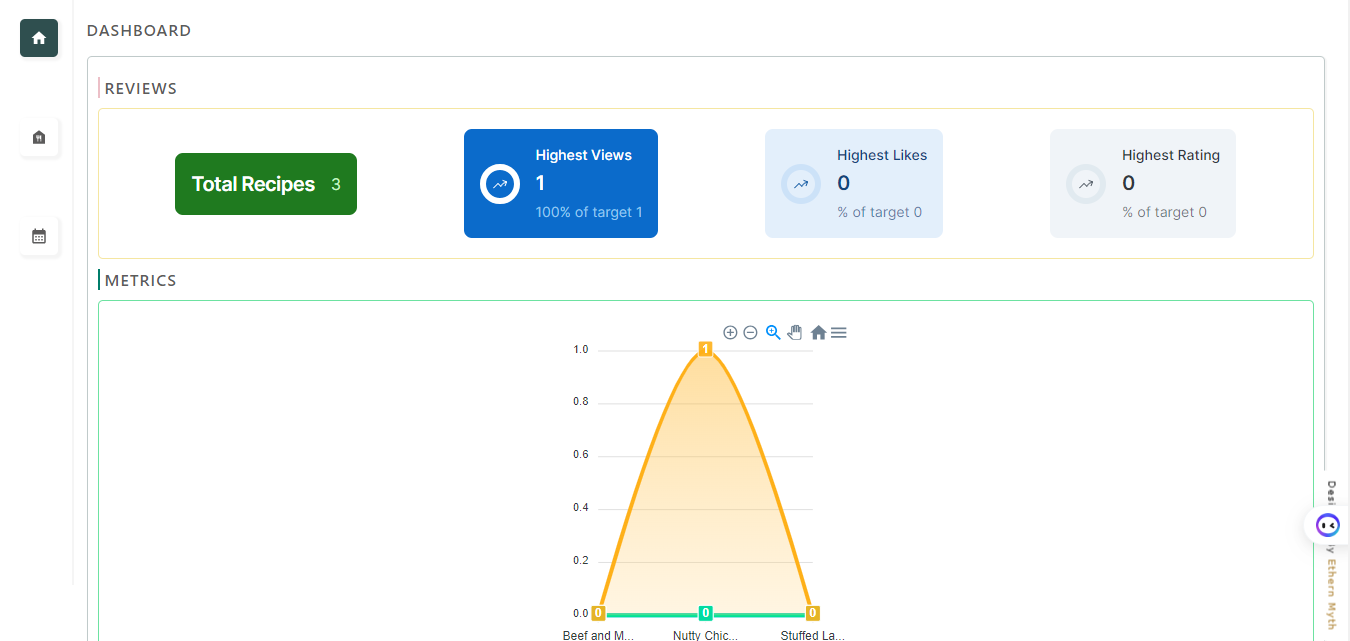 DASHBOARD
REVIEWS
Total Recipes 3
Highest Views
1
100% of target 1
Highest Likes
0
% of target 0
Highest Rating
0
% of target 0
METRICS
1.0
0.8
0.6
0.4
0.2
0.0
1
0
0
0
Beef and M...
Nutty Chic...
Stuffed La...
Desi
y Ethern Myth